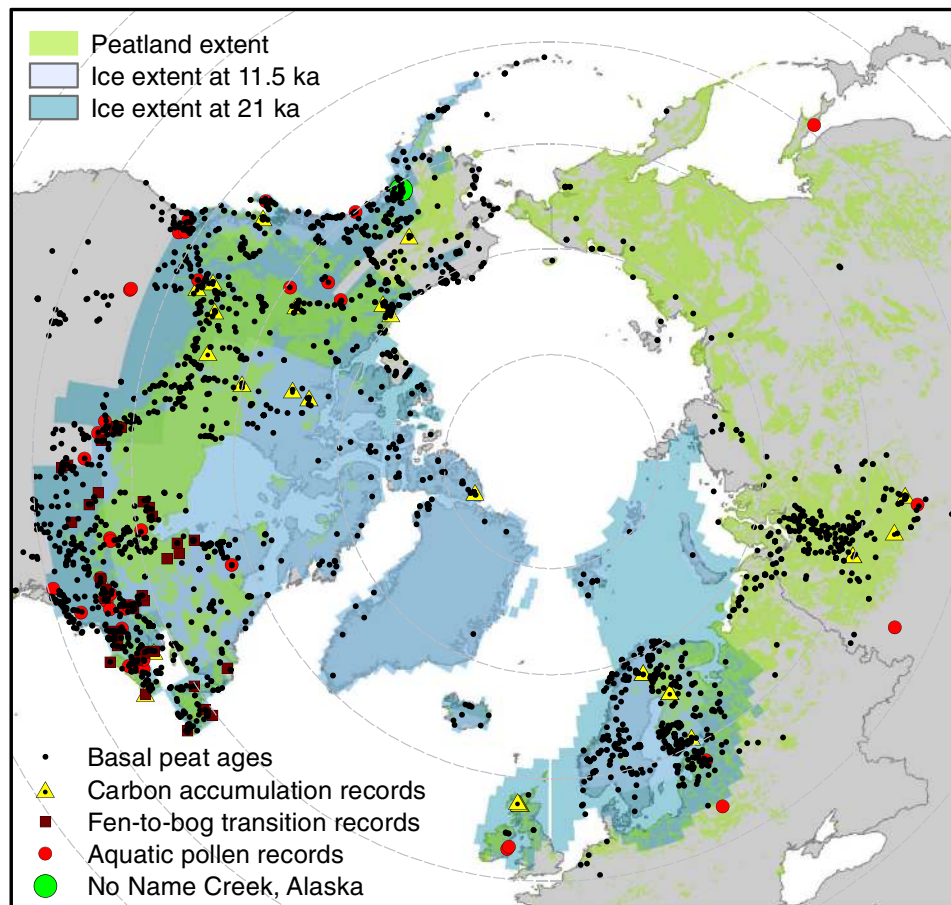 Peatland extent
Ice extent at 11.5 ka
Ice extent at 21 ka
Basal peat ages
Carbon accumulation records
Fen-to-bog transition records
Aquatic pollen records
No Name Creek, Alaska